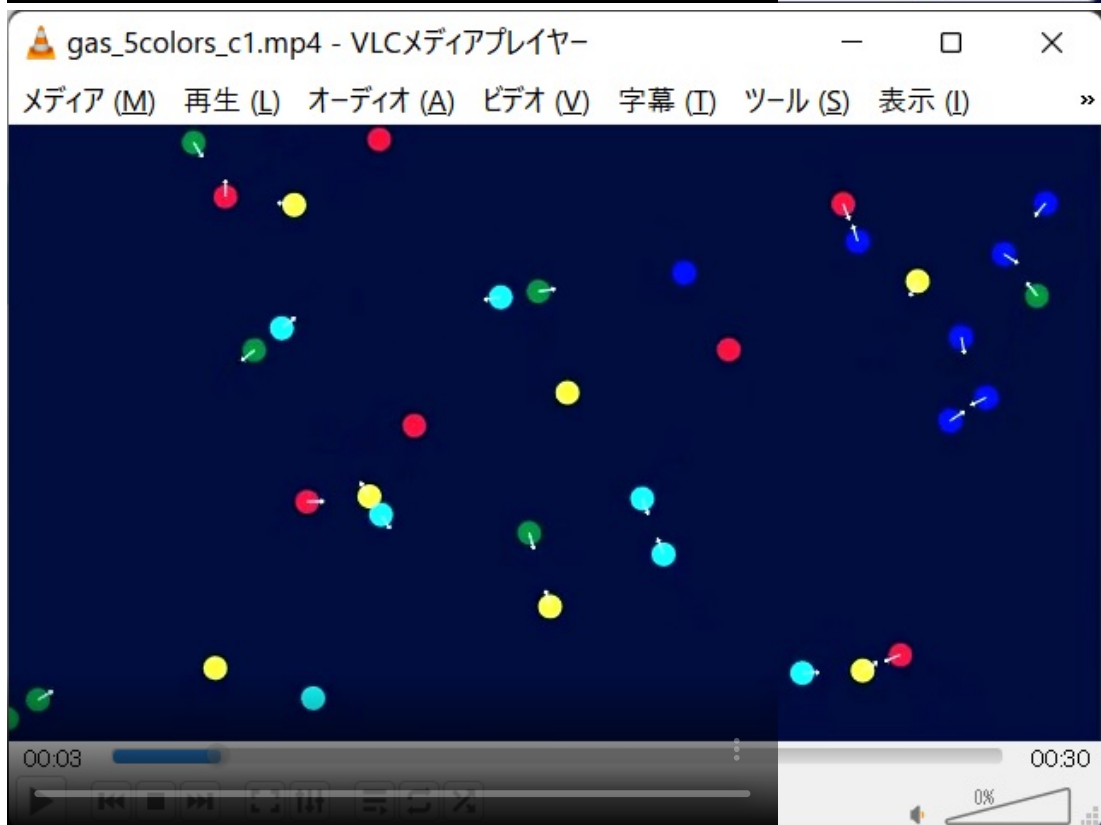 gas_5colors_c1.mp4 - VLCメディアプレイヤー
メディア (M) 再生 (L) オーディオ (A) ビデオ (V) 字幕 (T) ツール (S) 表示 (I) »
00:03 00:30
0%